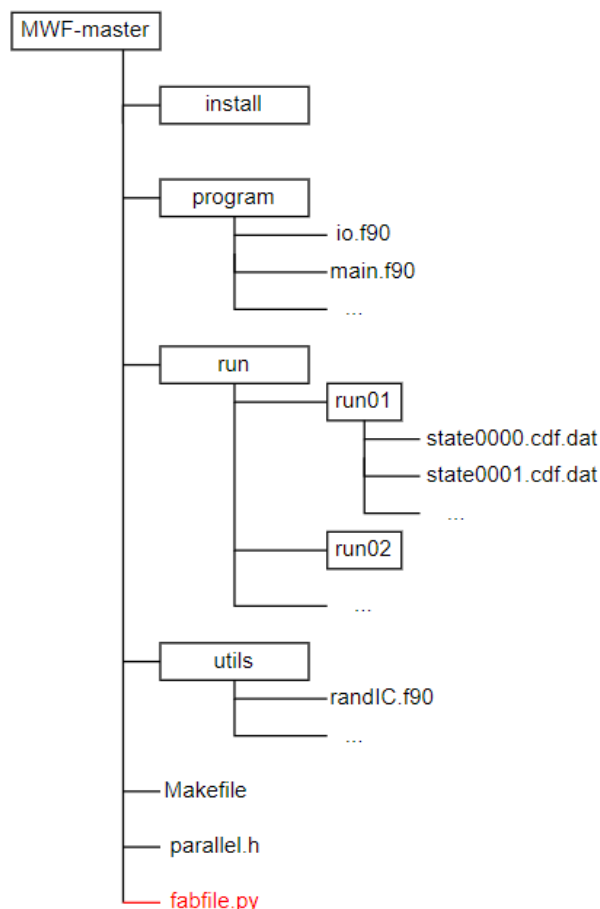 MWF-master
install
program
io.f90
main.f90
...
run
run01
state0000.cdf.dat
state0001.cdf.dat
...
run02
...
utils
randIC.f90
...
Makefile
parallel.h
fabfile.py